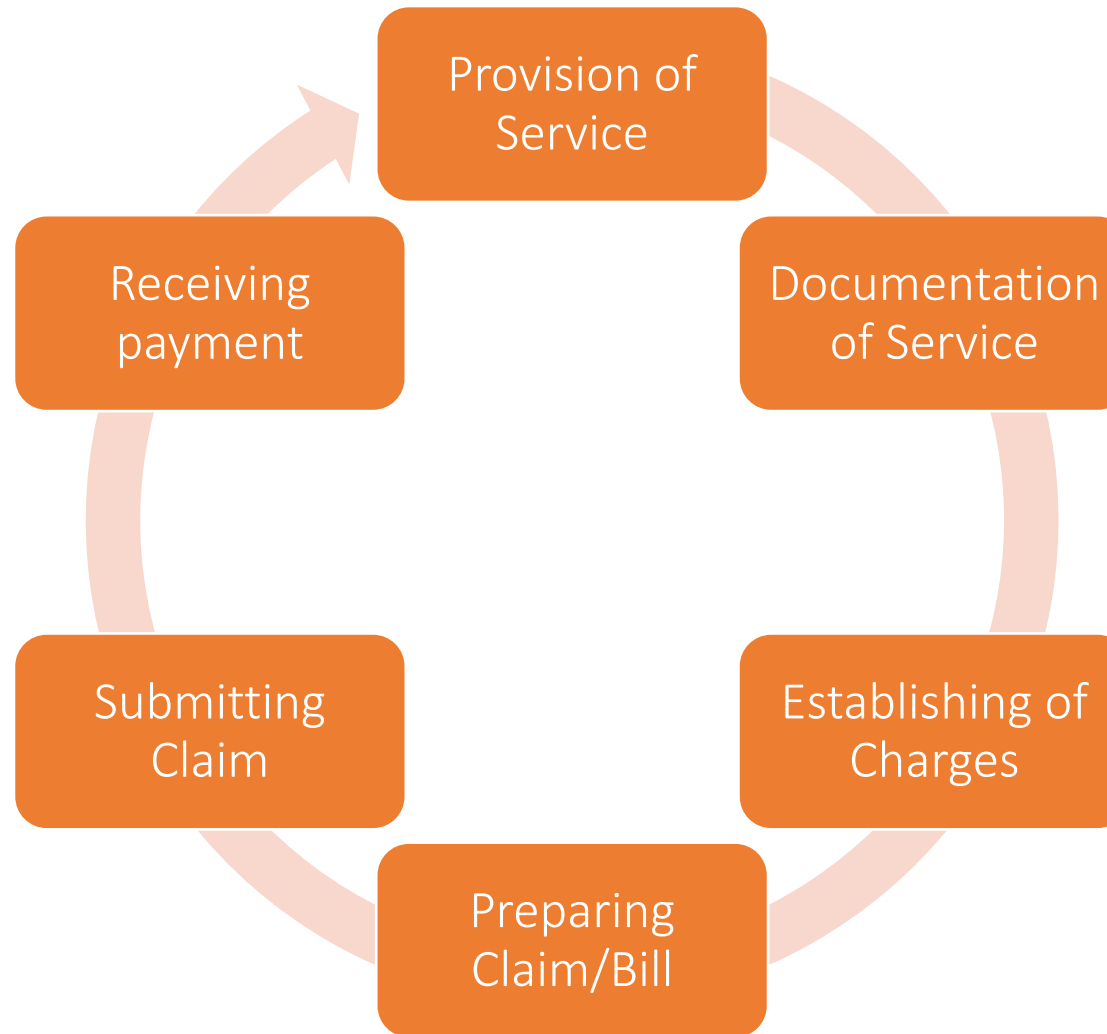 Provision of
Service
Documentation
of Service
Establishing of
Charges
Preparing
Claim/Bill
Submitting
Claim
Receiving
payment